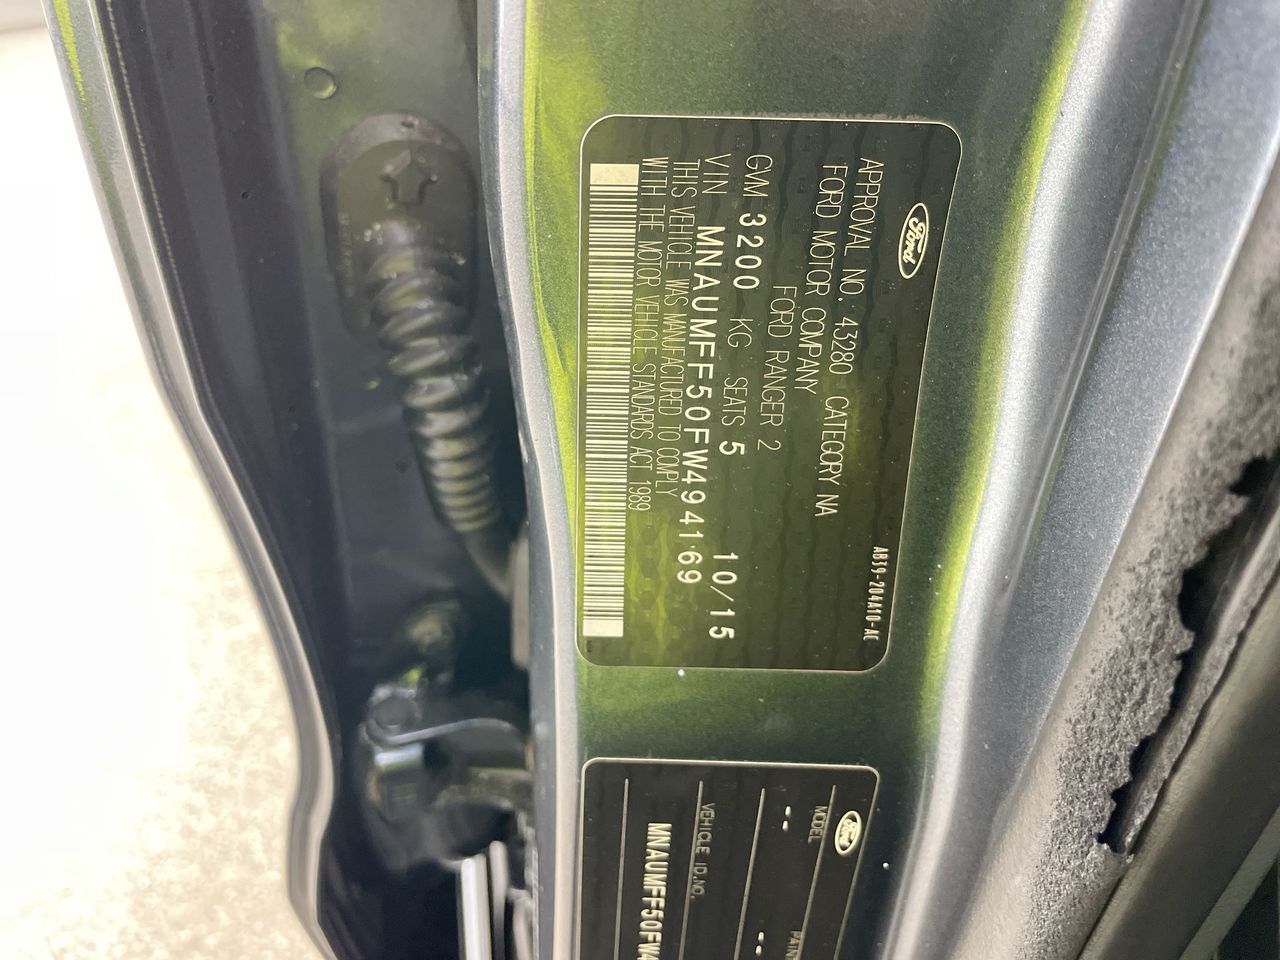 Ford
AB39-204A10-AC
APPROVAL NO. 43280 CATEGORY NA
FORD MOTOR COMPANY
FORD RANGER 2
GVM 3200 KG SEATS 5 10/15
VIN MNAUMFF50FW494169
THIS VEHICLE WAS MANUFACTURED TO COMPLY
WITH THE MOTOR VEHICLE STANDARDS ACT 1989
Ford
MODEL
--
--
VEHICLE ID.NO.
MNAUMFF50FW4